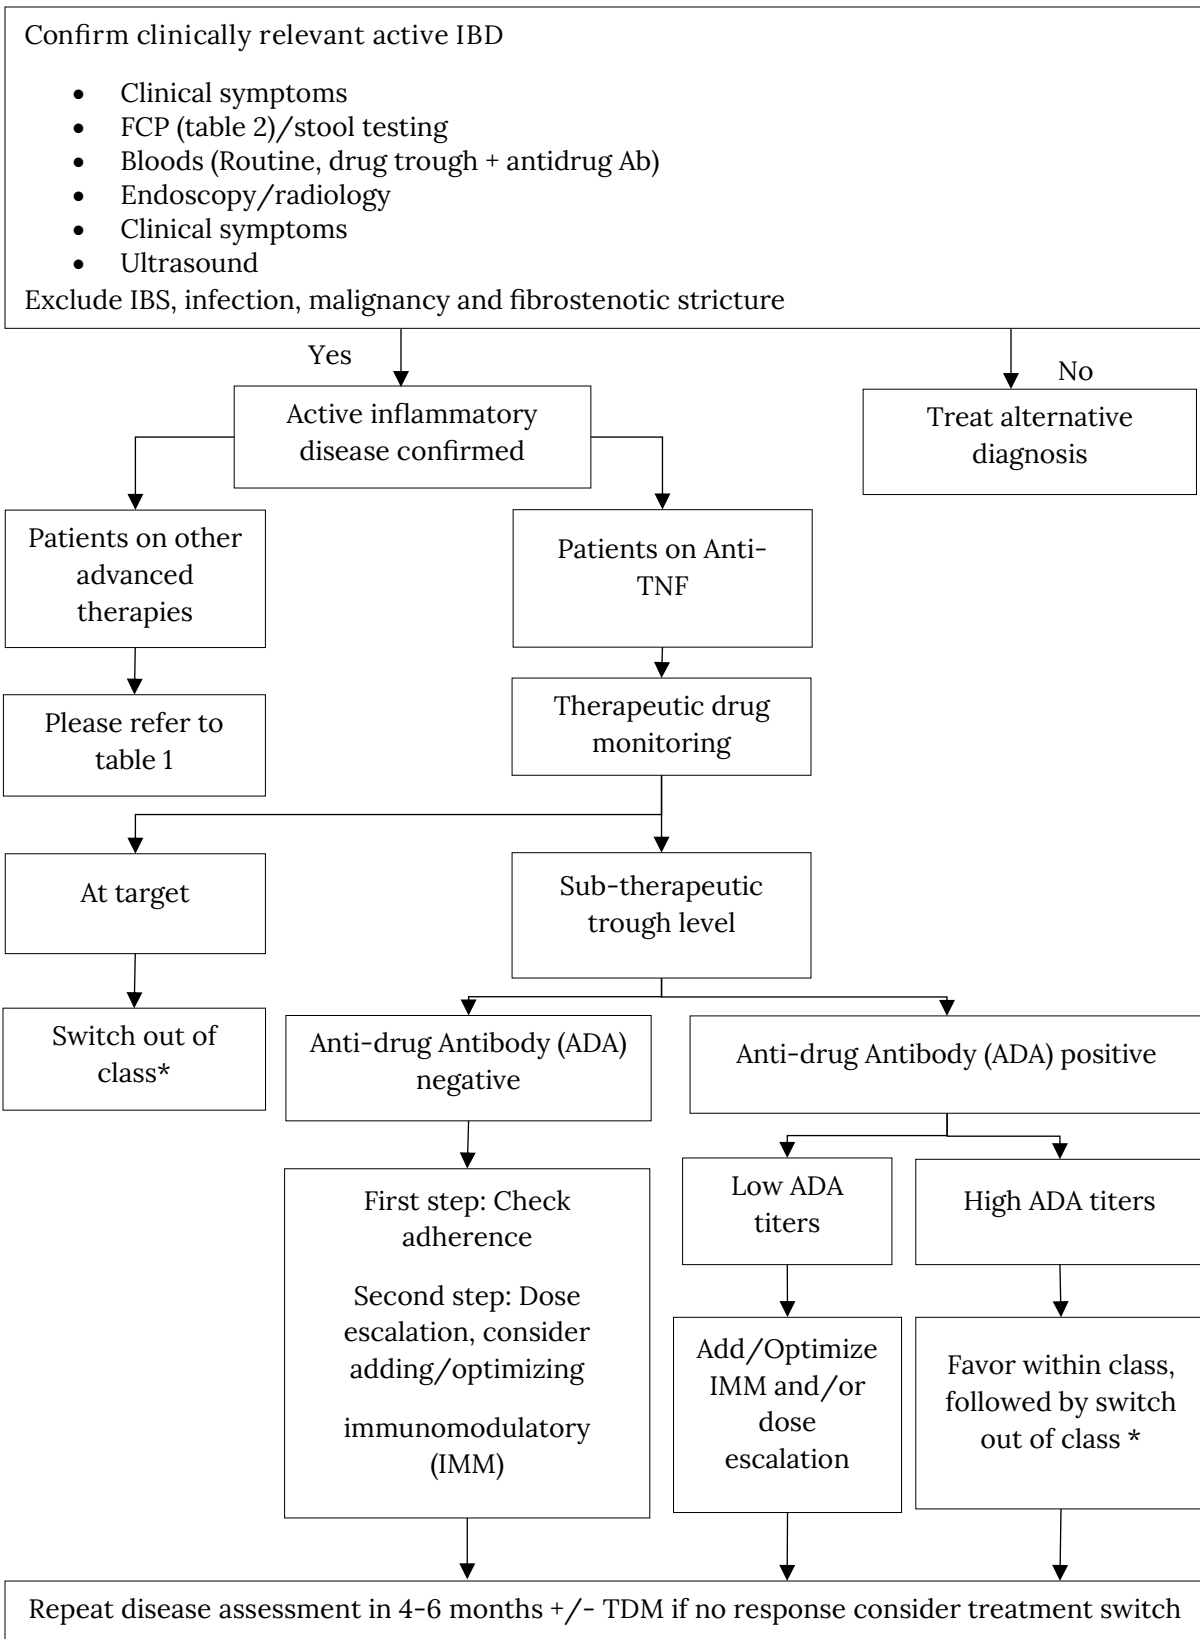 Confirm clinically relevant active IBD
• Clinical symptoms
• FCP (table 2)/stool testing
• Bloods (Routine, drug trough + antidrug Ab)
• Endoscopy/radiology
• Clinical symptoms
• Ultrasound
Exclude IBS, infection, malignancy and fibrostenotic stricture
Yes
No
Active inflammatory
disease confirmed
Treat alternative
diagnosis
Patients on other
advanced
therapies
Patients on Anti-
TNF
Please refer to
table 1
Therapeutic drug
monitoring
At target
Sub-therapeutic
trough level
Switch out of
class*
Anti-drug Antibody (ADA)
negative
Anti-drug Antibody (ADA) positive
First step: Check
adherence
Second step: Dose
escalation, consider
adding/optimizing
immunomodulatory
(IMM)
Low ADA
titers
High ADA titers
Add/Optimize
IMM and/or
dose
escalation
Favor within class,
followed by switch
out of class *
Repeat disease assessment in 4-6 months +/- TDM if no response consider treatment switch